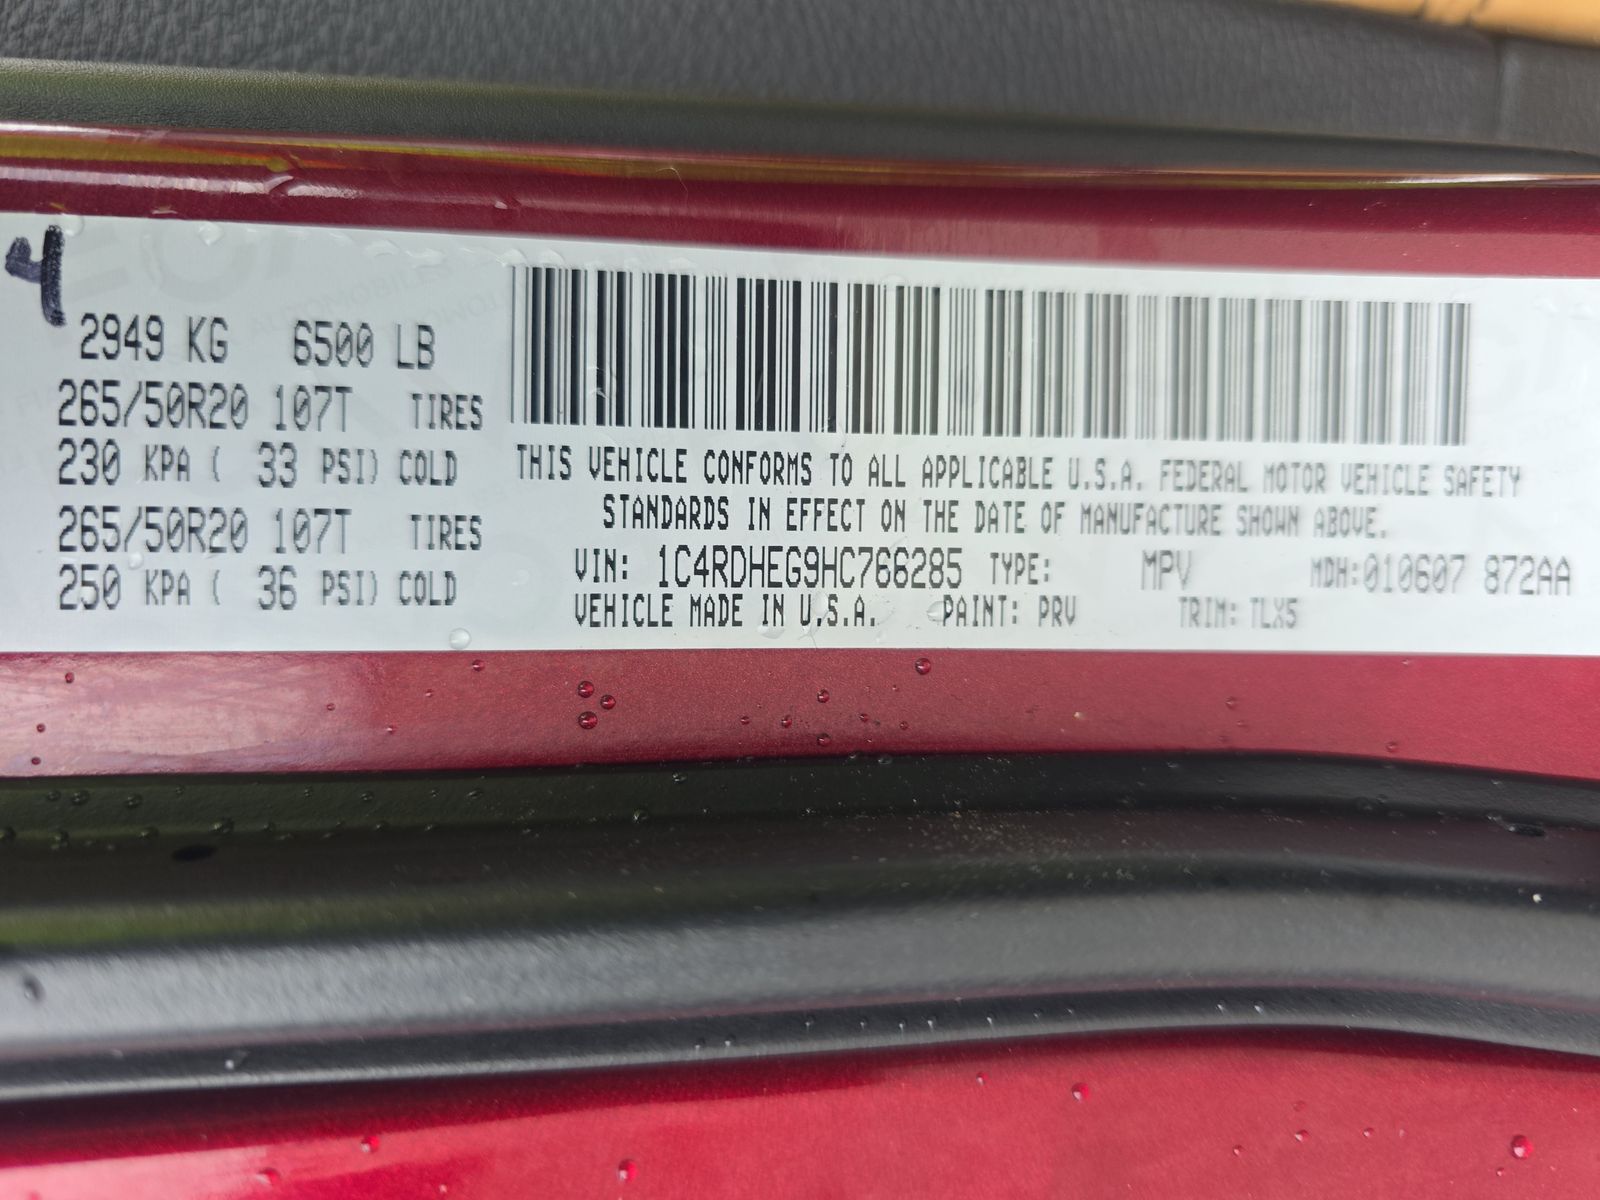 4
2949 KG 6500 LB
265/50R20 107T TIRES
230 KPA ( 33 PSI) COLD
265/50R20 107T TIRES
250 KPA ( 36 PSI) COLD
THIS VEHICLE CONFORMS TO ALL APPLICABLE U.S.A. FEDERAL MOTOR VEHICLE SAFETY
STANDARDS IN EFFECT ON THE DATE OF MANUFACTURE SHOWN ABOVE.
VIN: 1C4RDHEG9HC766285 TYPE: MPV MDH:010607 872AA
VEHICLE MADE IN U.S.A. PAINT: PRV TRIM: TLX5